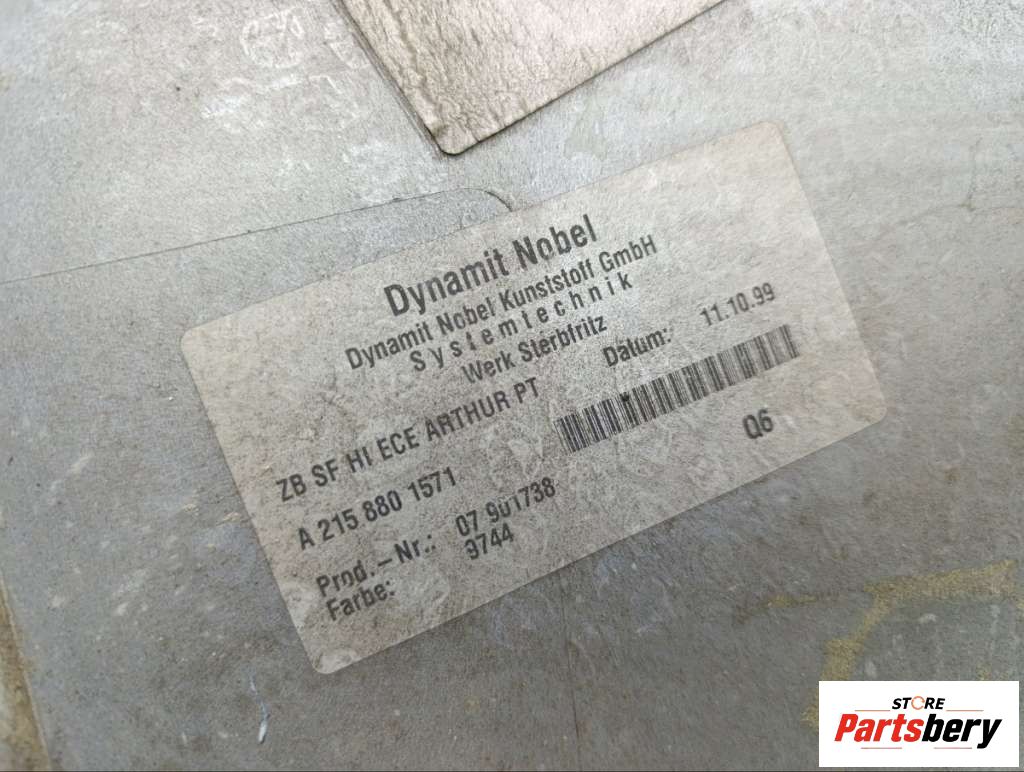 Dynamit Nobel
Dynamit Nobel Kunststoff GmbH
Systemtechnik
Werk Sterbfritz
ZB SF HI ECE ARTHUR PT
Datum: 11.10.99
A 215 880 1571
Q6
Prod.-Nr.: 07 901738
Farbe: 9744
STORE
Partsbery